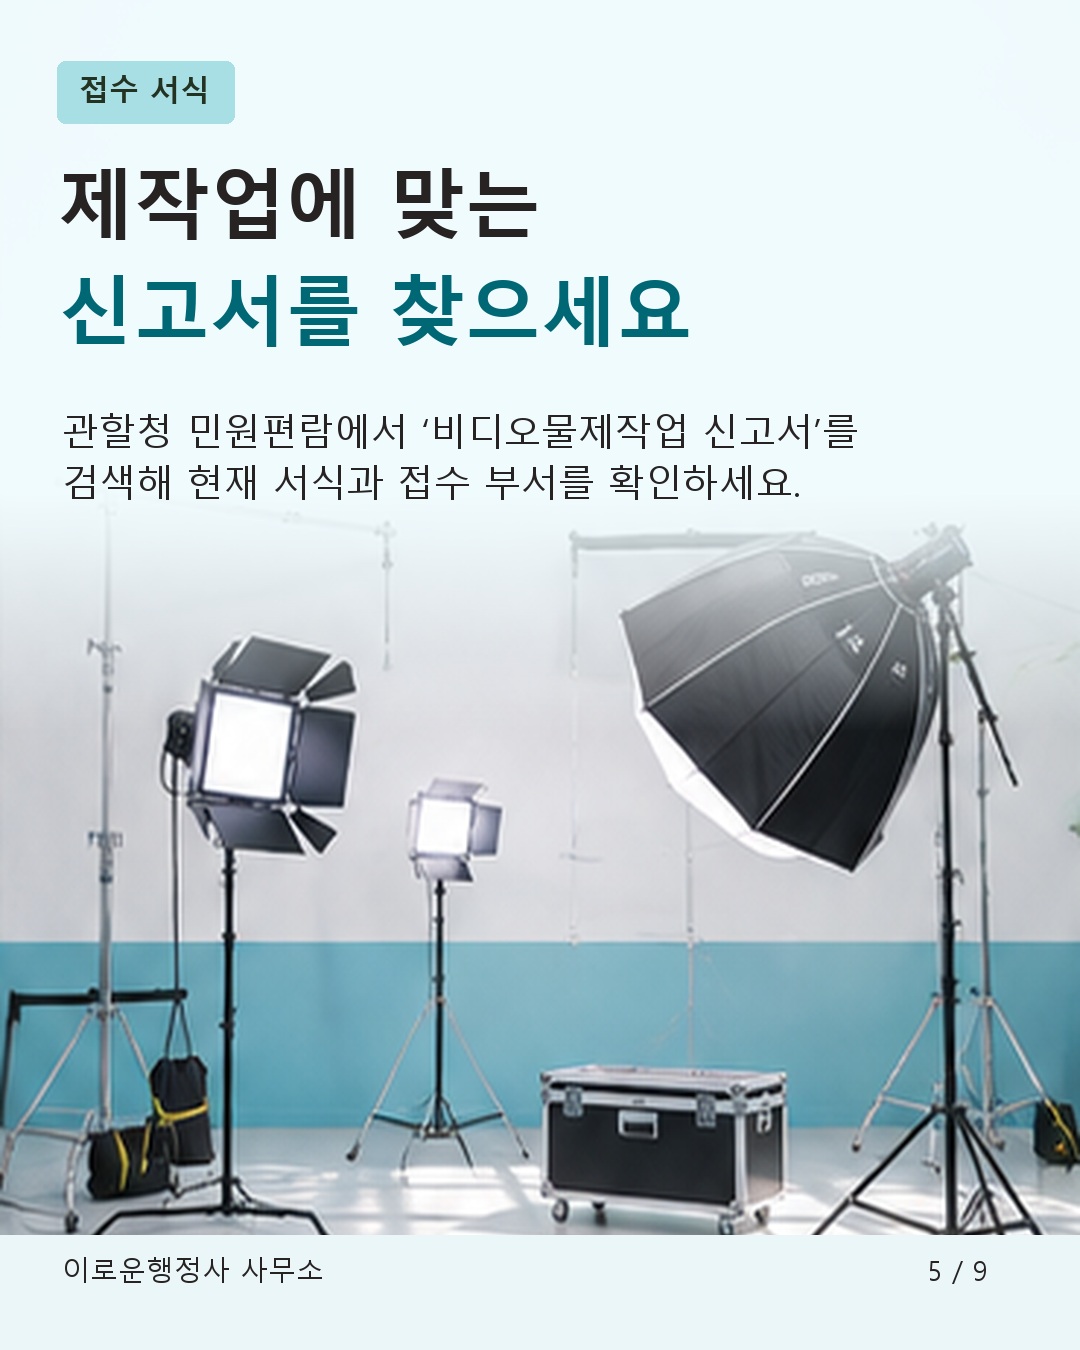 접수 서식
제작업에 맞는
신고서를 찾으세요
관할청 민원편람에서 ‘비디오물제작업 신고서’를
검색해 현재 서식과 접수 부서를 확인하세요.
이로운행정사 사무소
5 / 9